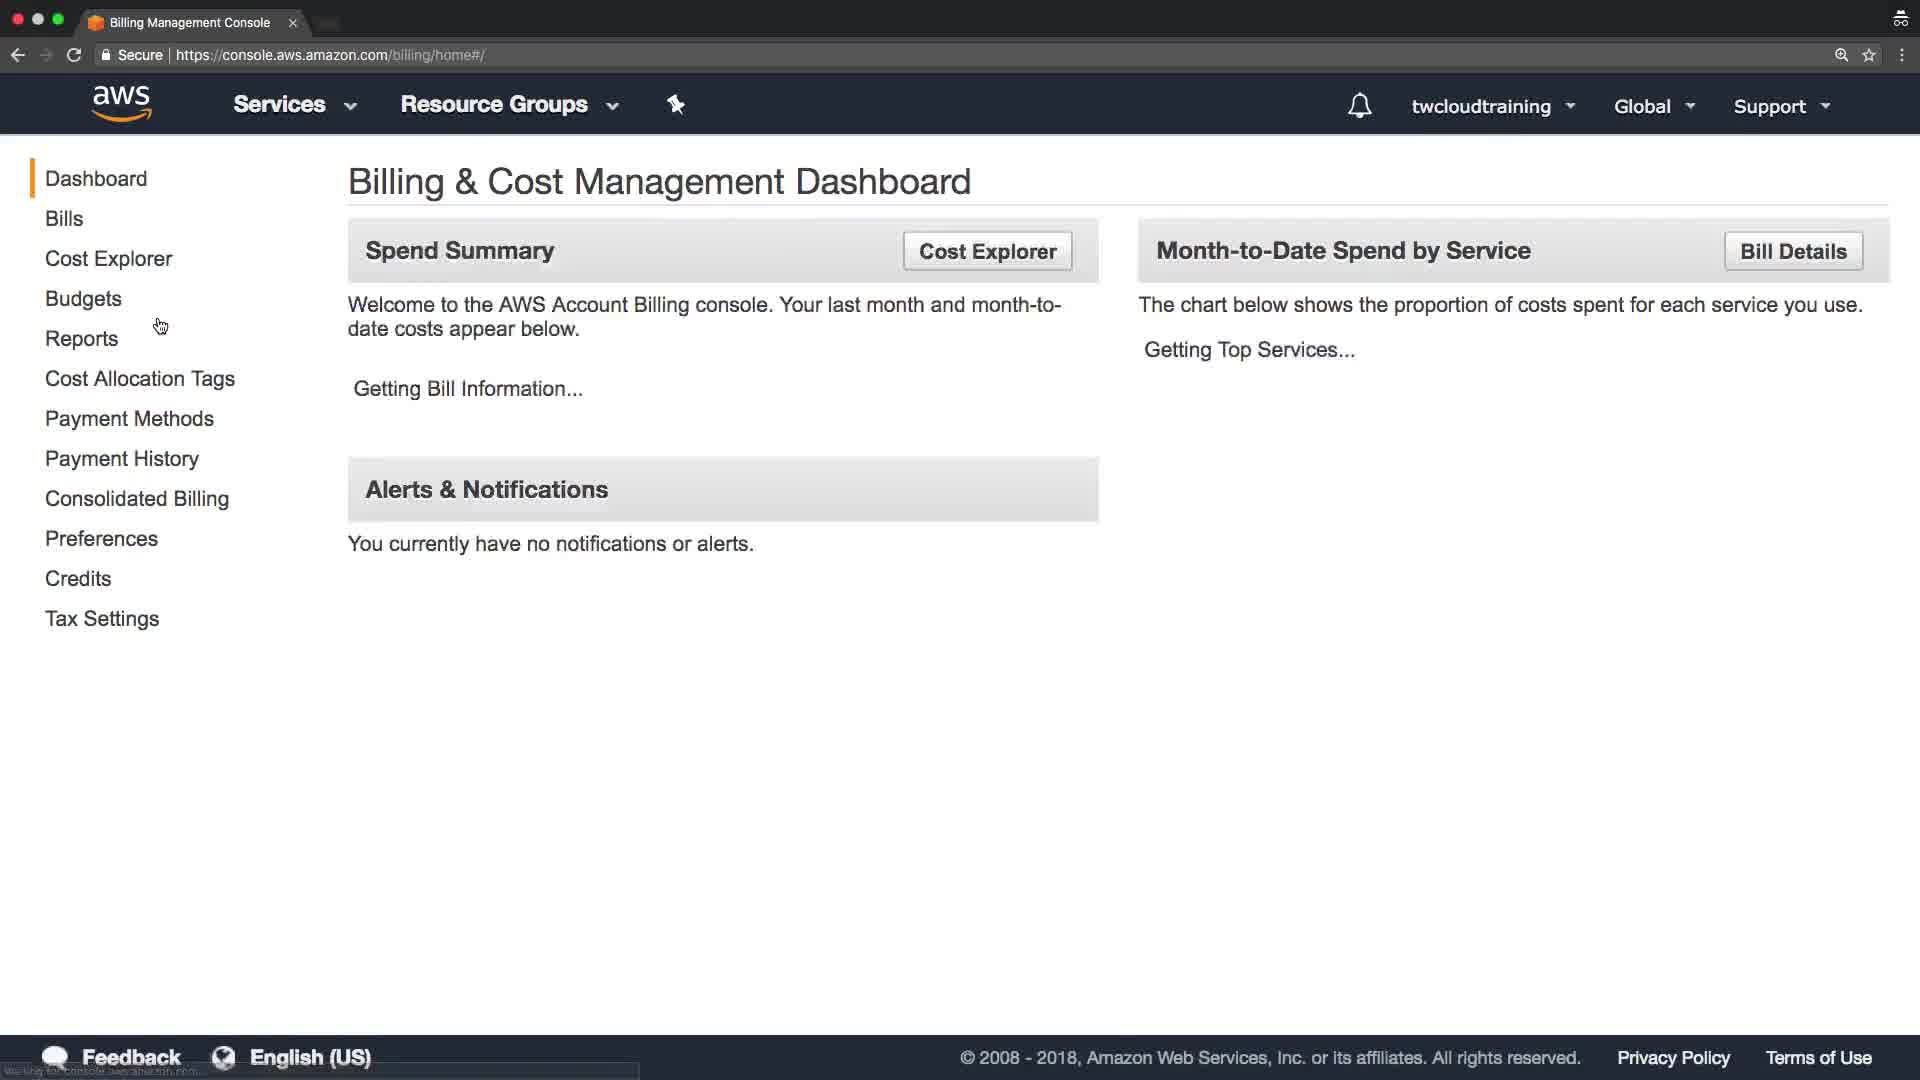 Billing Management Console
Secure https://console.aws.amazon.com/billing/home#/
aws Services Resource Groups twcloudtraining Global Support
Dashboard
Bills
Cost Explorer
Budgets
Reports
Cost Allocation Tags
Payment Methods
Payment History
Consolidated Billing
Preferences
Credits
Tax Settings
Billing & Cost Management Dashboard
Spend Summary Cost Explorer
Welcome to the AWS Account Billing console. Your last month and month-to-
date costs appear below.
Getting Bill Information...
Alerts & Notifications
You currently have no notifications or alerts.
Month-to-Date Spend by Service Bill Details
The chart below shows the proportion of costs spent for each service you use.
Getting Top Services...
Feedback English (US) © 2008 - 2018, Amazon Web Services, Inc. or its affiliates. All rights reserved. Privacy Policy Terms of Use
Waiting for console.aws.amazon.com...